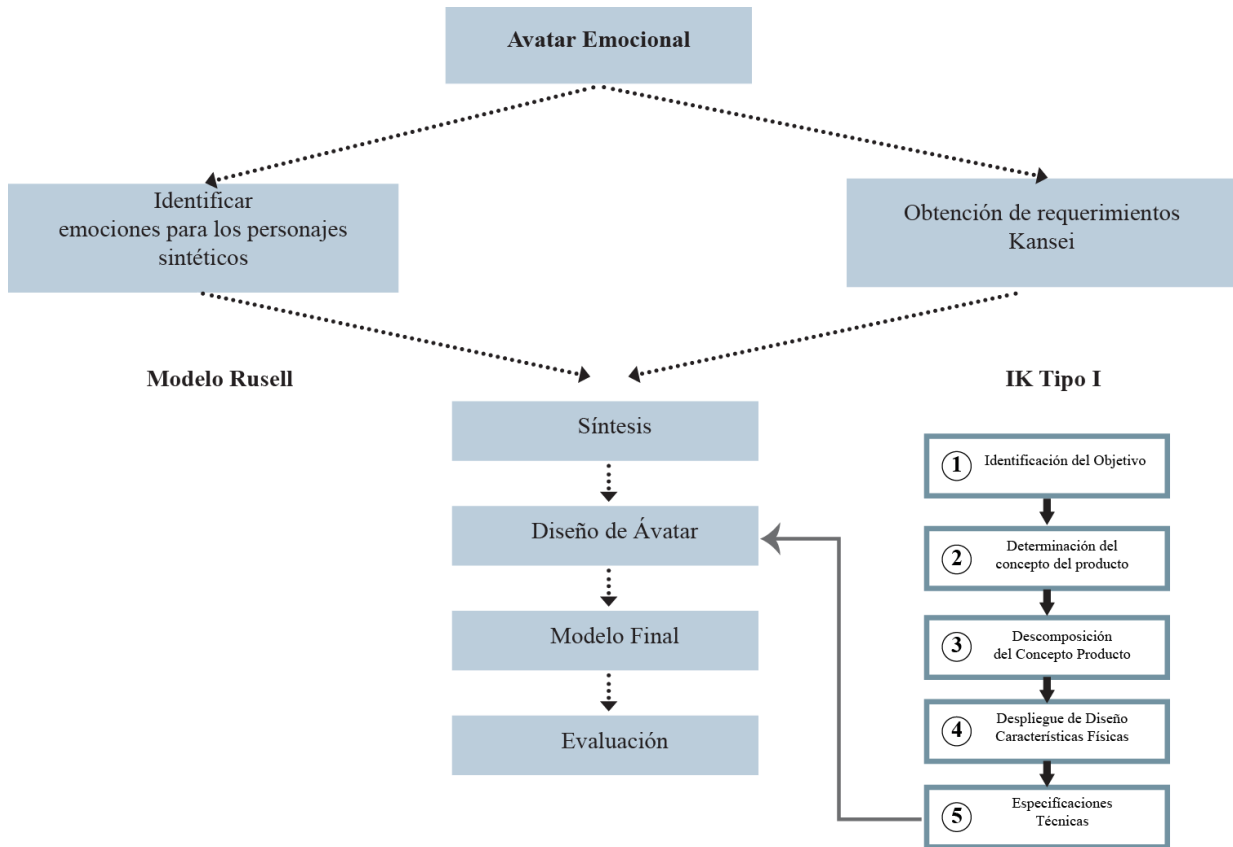 Avatar Emocional
Identificar
emociones para los personajes
sintéticos
Obtención de requerimientos
Kansei
Modelo Rusell
IK Tipo I
Síntesis
Diseño de Ávatar
Modelo Final
Evaluación
1 Identificación del Objetivo
2 Determinación del
concepto del producto
3 Descomposición
del Concepto Producto
4 Despliegue de Diseño
Características Físicas
5 Especificaciones
Técnicas